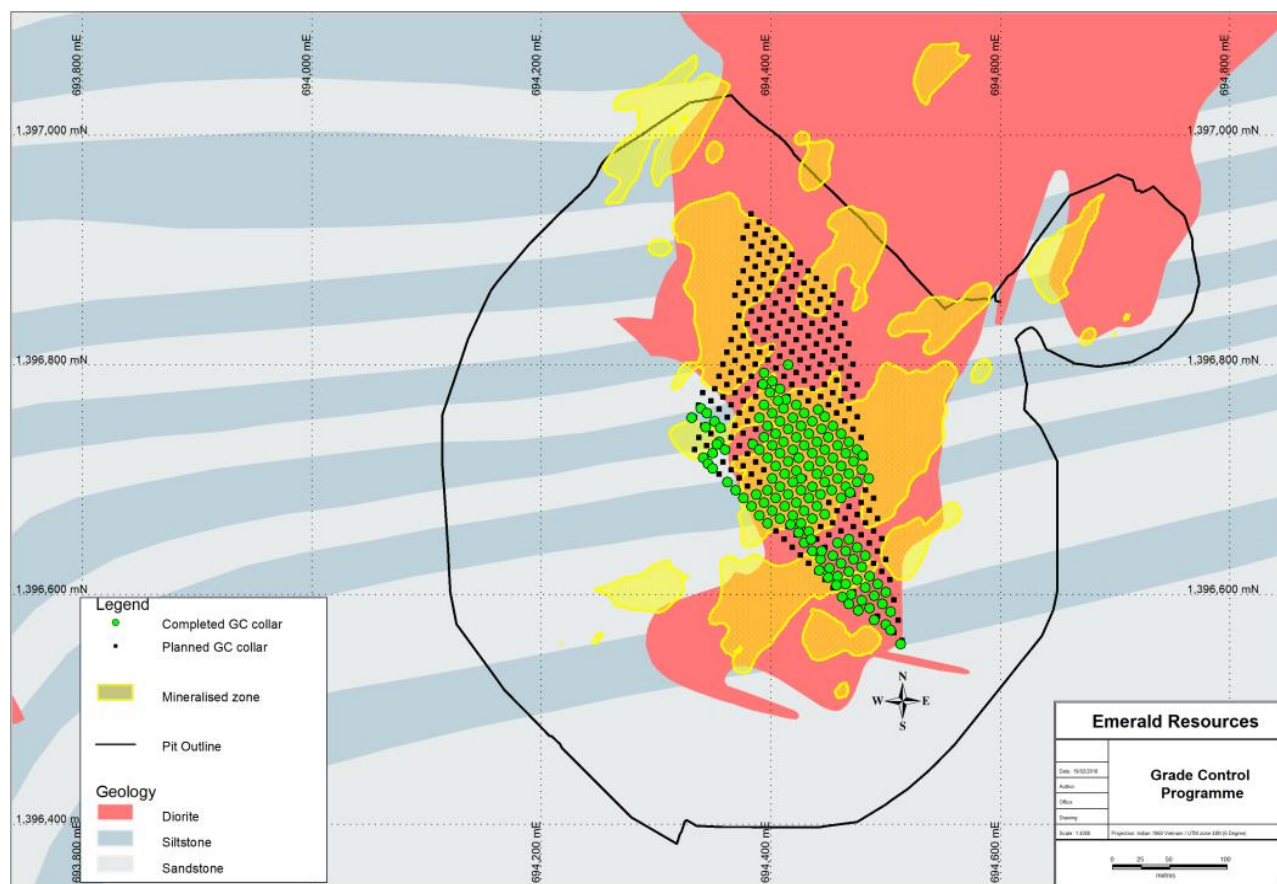 693,800 mE
694,000 mE
694,200 mE
694,400 mE
694,600 mE
694,800 mE
1,397,000 mN
1,397,000 mN
1,396,800 mN
1,396,800 mN
1,396,600 mN
1,396,600 mN
Legend
Completed GC collar
Planned GC collar
Mineralised zone
Pit Outline
Geology
Diorite
Siltstone
Sandstone
N
W E
S
1,396,400 mN
693,800 mE
694,200 mE
694,400 mE
694,600 mE
Emerald Resources
Grade Control
Programme
Author
Office
Drawing
0 25 50 100
metres